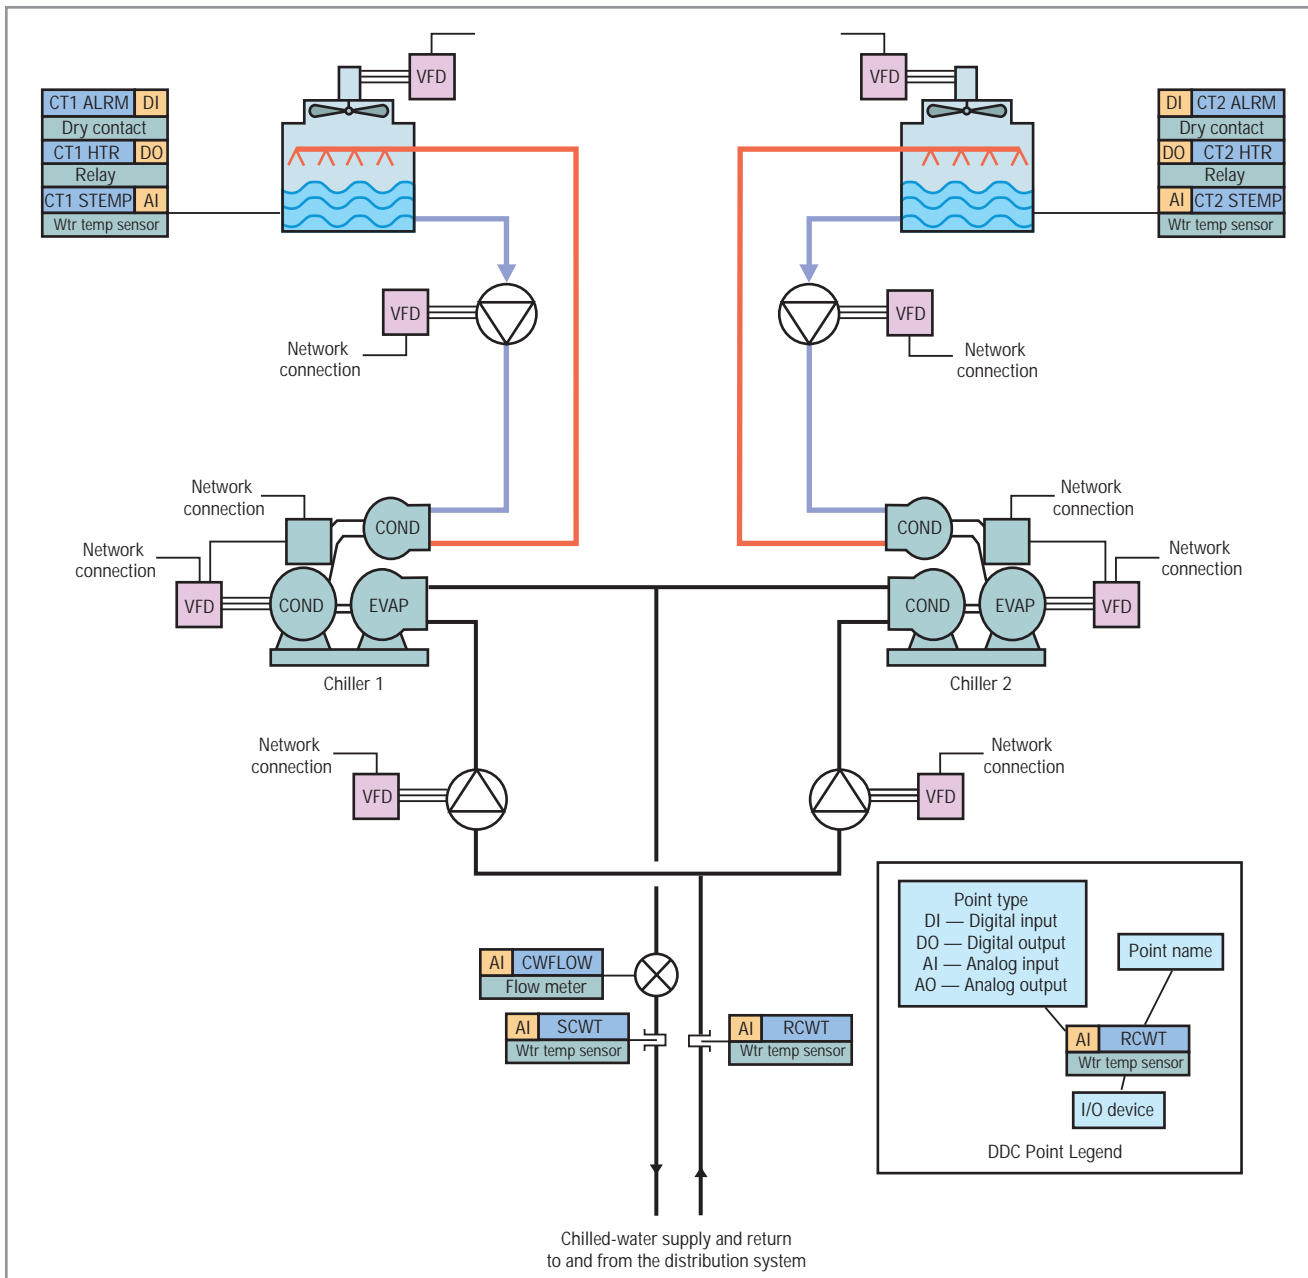 VFD
VFD
CT1 ALRM DI
Dry contact
CT1 HTR DO
Relay
CT1 STEMP AI
Wtr temp sensor
DI CT2 ALRM
Dry contact
DO CT2 HTR
Relay
AI CT2 STEMP
Wtr temp sensor
VFD
Network
connection
VFD
Network
connection
Network
connection
COND
Network
connection
VFD
COND
EVAP
Chiller 1
COND
Network
connection
Network
connection
COND
EVAP
VFD
Chiller 2
Network
connection
VFD
Network
connection
VFD
AI CWFLOW
Flow meter
AI SCWT
Wtr temp sensor
AI RCWT
Wtr temp sensor
Point type
DI — Digital input
DO — Digital output
AI — Analog input
AO — Analog output
Point name
AI RCWT
Wtr temp sensor
I/O device
DDC Point Legend
Chilled-water supply and return
to and from the distribution system